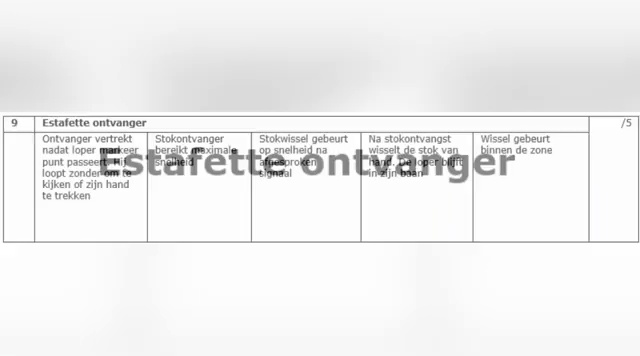 9 Estafette ontvanger /5
Ontvanger vertrekt
nadat loper markeer
punt passeert. Hij
loopt zonder om te
kijken of zijn hand
te trekken
Stokontvanger
bereikt maximale
snelheid
Stokwissel gebeurt
op snelheid na
afgesproken
signaal
Na stokontvangst
wisselt de stok van
hand. De loper blijft
in zijn baan
Wissel gebeurt
binnen de zone
Estafette ontvanger